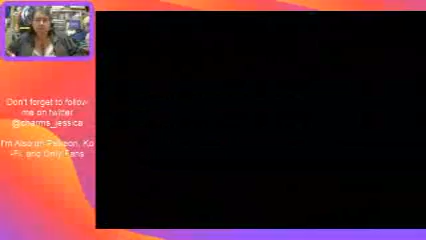 Don't forget to follow
me on twitter
@charms_jessica
I'm Also on Patreon, Ko
-Fi, and Only Fans